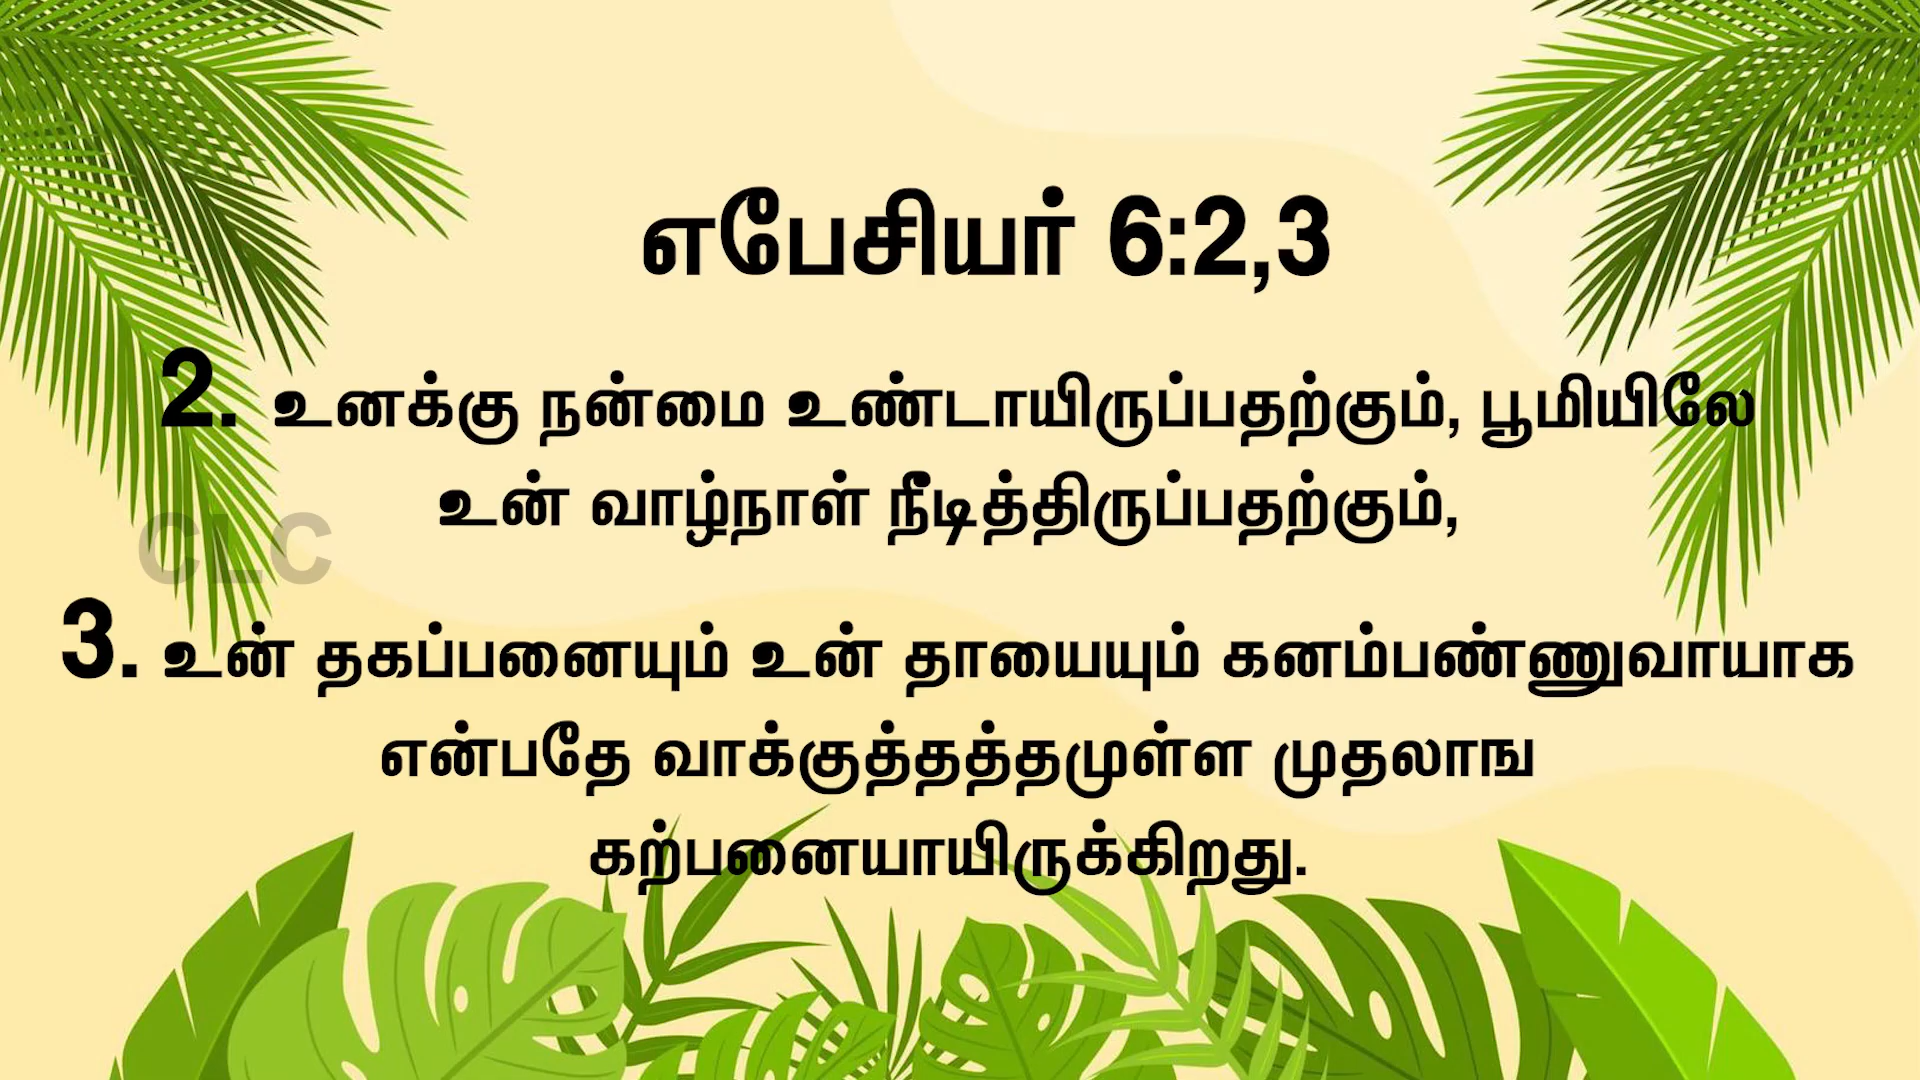 எபேசியர் 6:2,3
2. உனக்கு நன்மை உண்டாயிருப்பதற்கும், பூமியிலே
உன் வாழ்நாள் நீடித்திருப்பதற்கும்,
CLC
3. உன் தகப்பனையும் உன் தாயையும் கனம்பண்ணுவாயாக
என்பதே வாக்குத்தத்தமுள்ள முதலாங
கற்பனையாயிருக்கிறது.